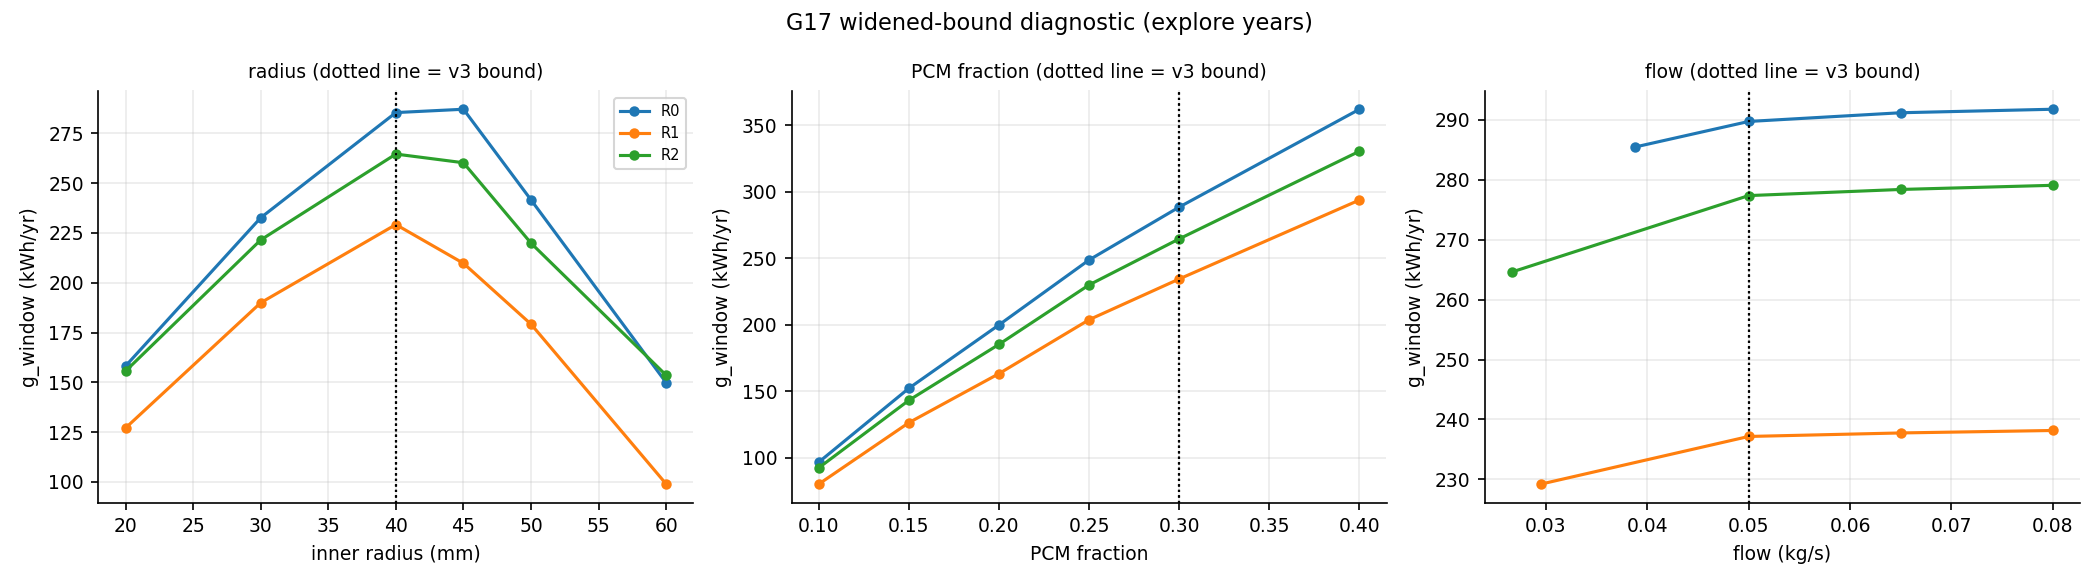 G17 widened-bound diagnostic (explore years)
radius (dotted line = v3 bound)
g_window (kWh/yr)
275
250
225
200
175
150
125
100
20 25 30 35 40 45 50 55 60
inner radius (mm)
R0
R1
R2
PCM fraction (dotted line = v3 bound)
g_window (kWh/yr)
350
300
250
200
150
100
0.10 0.15 0.20 0.25 0.30 0.35 0.40
PCM fraction
flow (dotted line = v3 bound)
g_window (kWh/yr)
290
280
270
260
250
240
230
0.03 0.04 0.05 0.06 0.07 0.08
flow (kg/s)